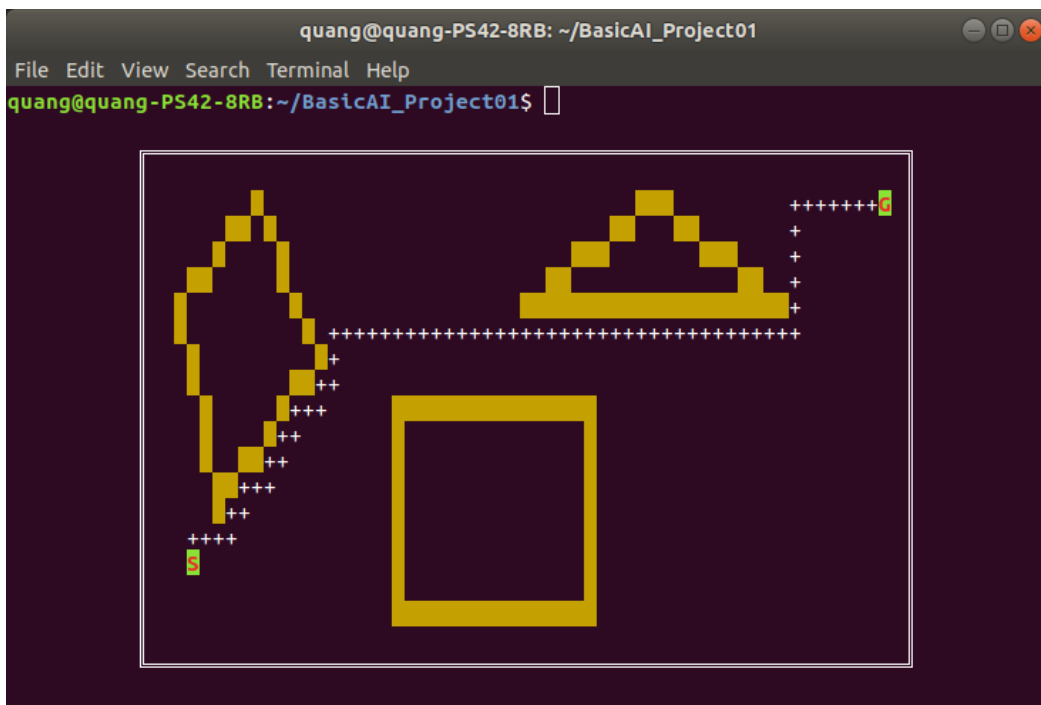 quang@quang-PS42-8RB: ~/BasicAI_Project01
File Edit View Search Terminal Help
quang@quang-PS42-8RB:~/BasicAI_Project01$
+++++++G
+
+
+
+
+++++++++++++++++++++++++++++++++++++
+
++
+++
++
++
+++
++
++++
S